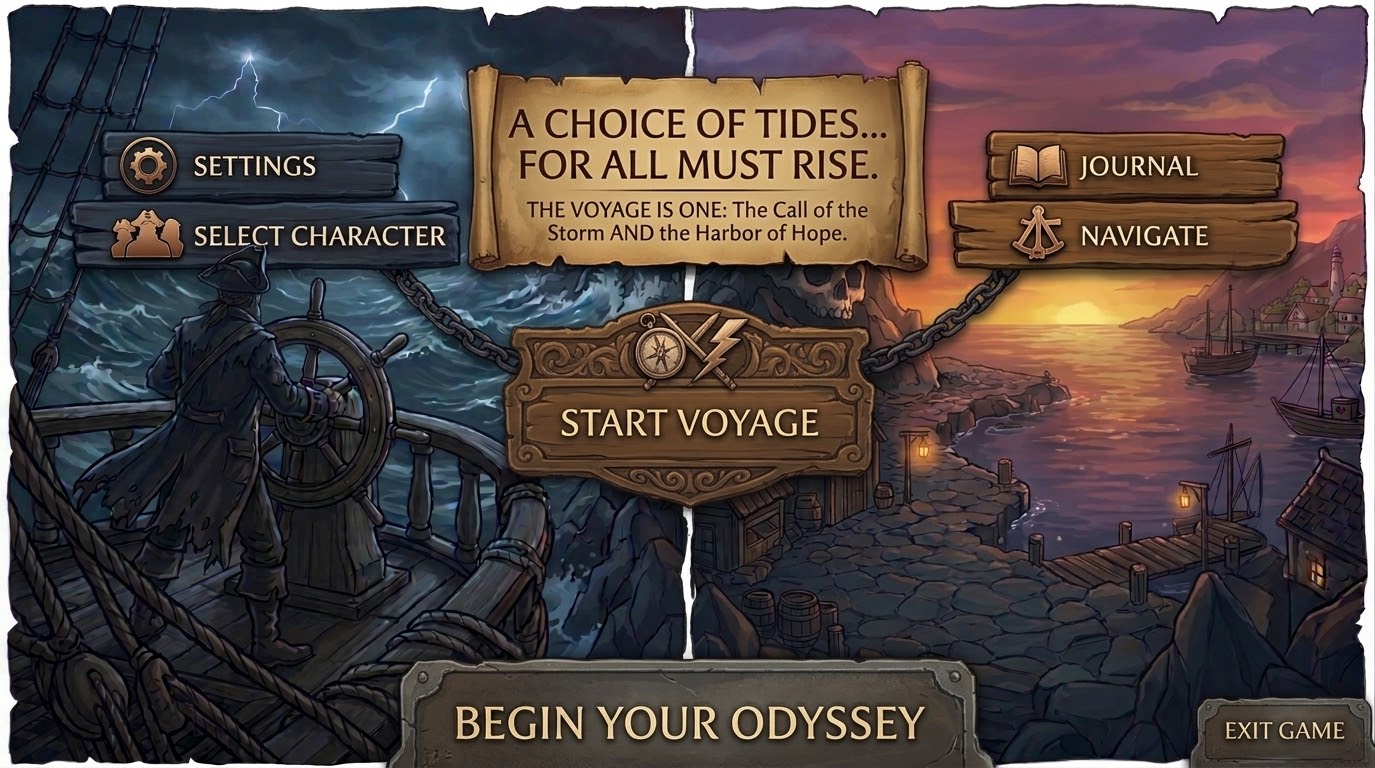 A CHOICE OF TIDES...
FOR ALL MUST RISE.
THE VOYAGE IS ONE: The Call of the
Storm AND the Harbor of Hope.
SETTINGS
SELECT CHARACTER
JOURNAL
NAVIGATE
START VOYAGE
BEGIN YOUR ODYSSEY
EXIT GAME